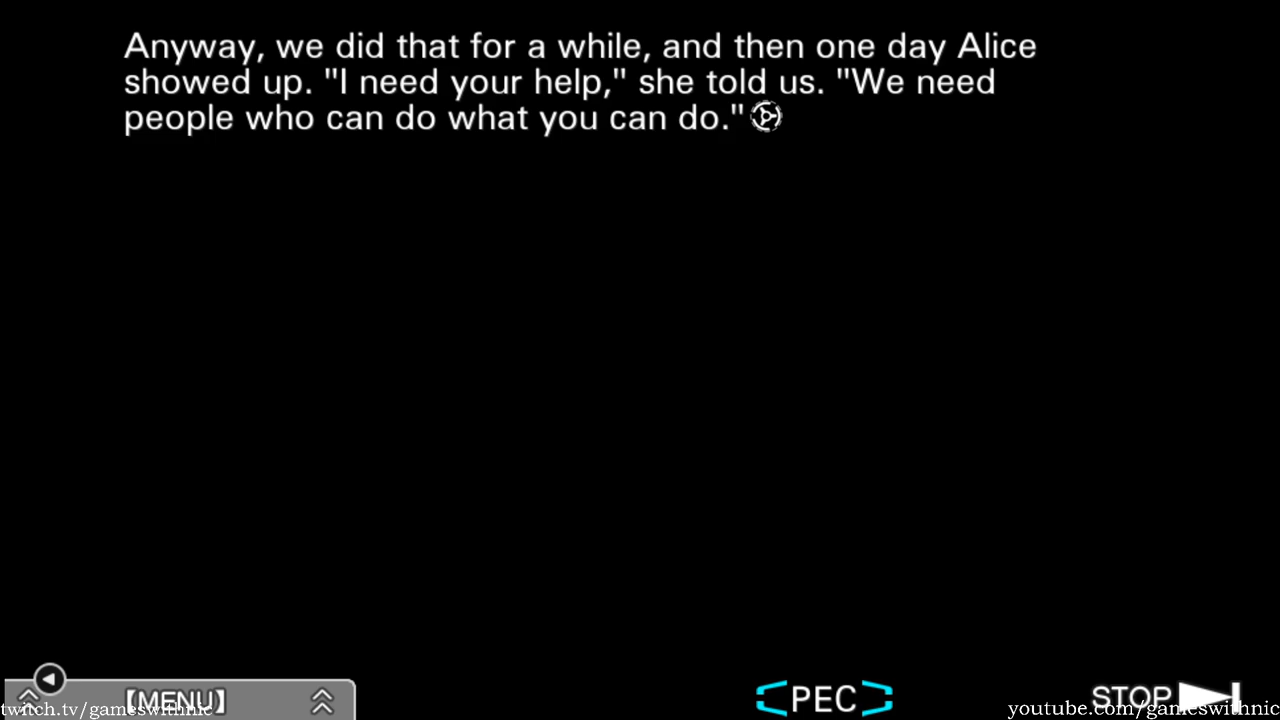 Anyway, we did that for a while, and then one day Alice
showed up. "I need your help," she told us. "We need
people who can do what you can do."
【MENU】
PEC
STOP
twitch.tv/gameswithnic
youtube.com/gameswithnic